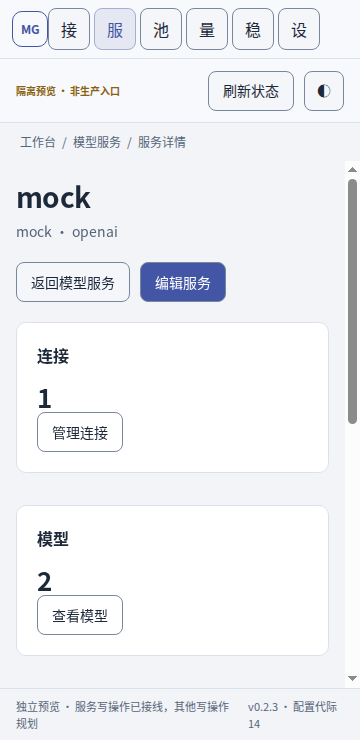 MG 接 服 池 量 稳 设
隔离预览 · 非生产入口 刷新状态
工作台 / 模型服务 / 服务详情
mock
mock · openai
返回模型服务 编辑服务
连接
1
管理连接
模型
2
查看模型
独立预览 · 服务写操作已接线，其他写操作 v0.2.3 · 配置代际
规划 14